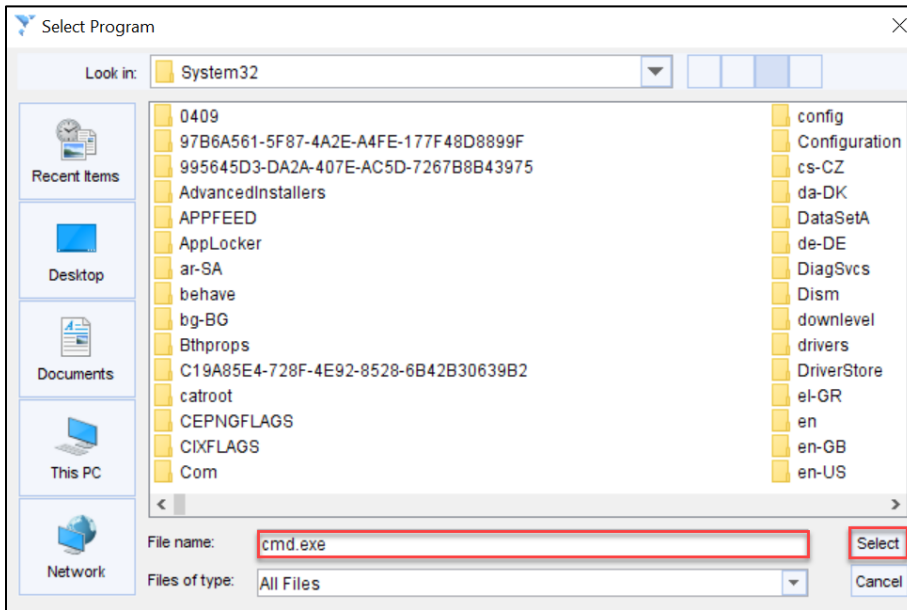 Select Program
Look in: System32
Recent Items
Desktop
Documents
This PC
Network
0409
97B6A561-5F87-4A2E-A4FE-177F48D8899F
995645D3-DA2A-407E-AC5D-7267B8B43975
AdvancedInstallers
APPFEED
AppLocker
ar-SA
behave
bg-BG
Bthprops
C19A85E4-728F-4E92-8528-6B42B30639B2
catroot
CEPNGFLAGS
CIXFLAGS
Com
config
Configuration
cs-CZ
da-DK
DataSetA
de-DE
DiagSvcs
Dism
downlevel
drivers
DriverStore
el-GR
en
en-GB
en-US
File name: cmd.exe
Select
Files of type: All Files
Cancel